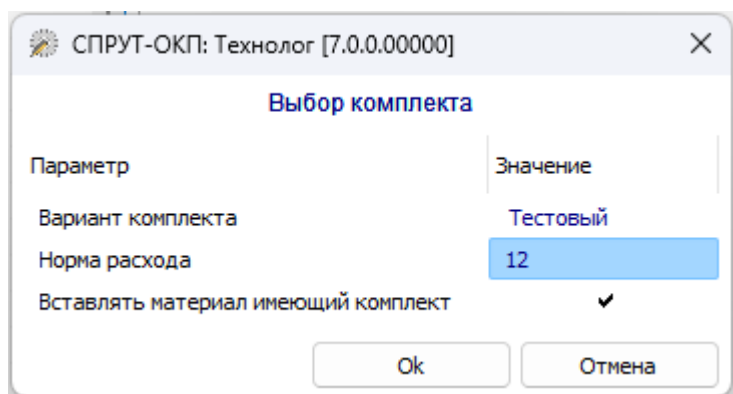 СПРУТ-ОКП: Технолог [7.0.0.00000]
Выбор комплекта
Параметр Значение
Вариант комплекта Тестовый
Норма расхода 12
Вставлять материал имеющий комплект ✔
Ok Отмена